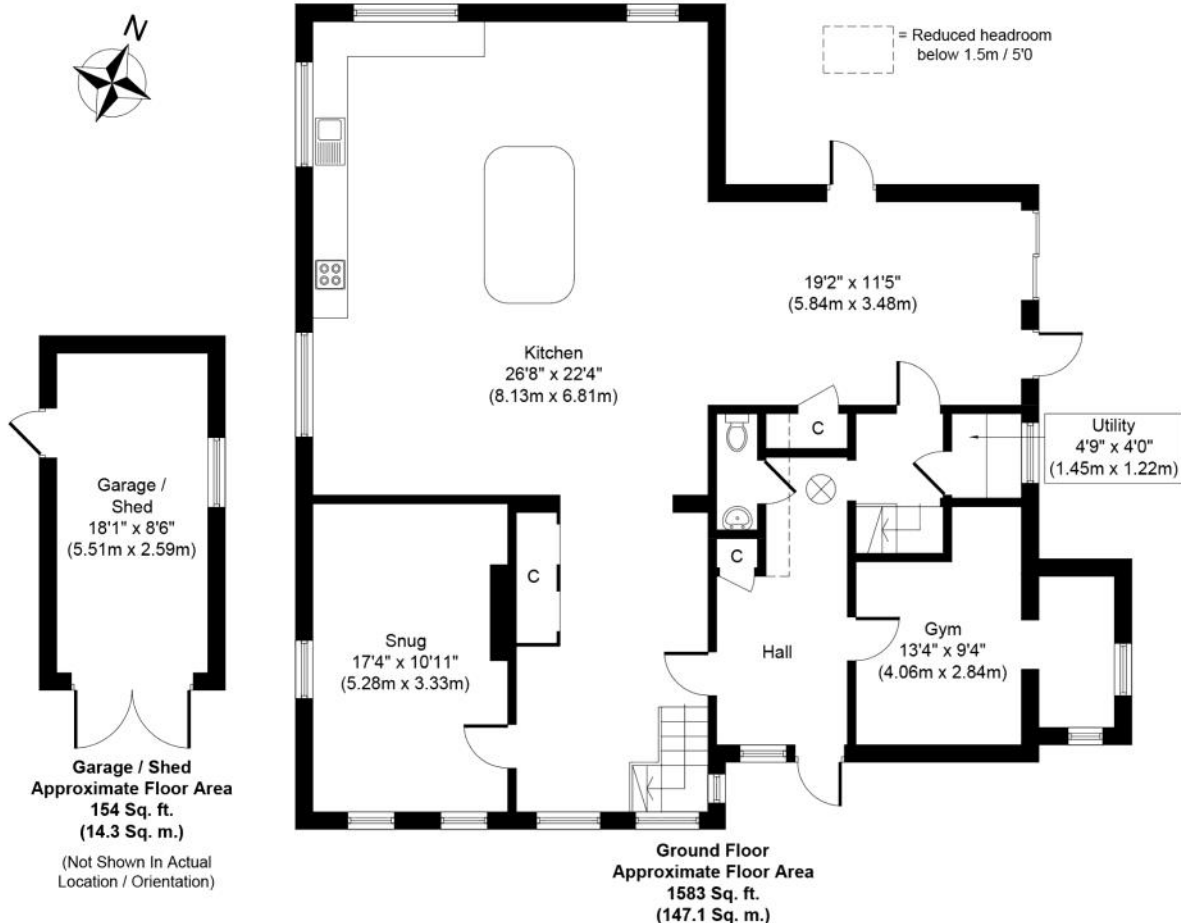 N
= Reduced headroom
below 1.5m / 5'0
19'2" x 11'5"
(5.84m x 3.48m)
Kitchen
26'8" x 22'4"
(8.13m x 6.81m)
C
Utility
4'9" x 4'0"
(1.45m x 1.22m)
Garage /
Shed
18'1" x 8'6"
(5.51m x 2.59m)
C
C
Snug
17'4" x 10'11"
(5.28m x 3.33m)
Hall
Gym
13'4" x 9'4"
(4.06m x 2.84m)
Garage / Shed
Approximate Floor Area
154 Sq. ft.
(14.3 Sq. m.)
(Not Shown In Actual
Location / Orientation)
Ground Floor
Approximate Floor Area
1583 Sq. ft.
(147.1 Sq. m.)